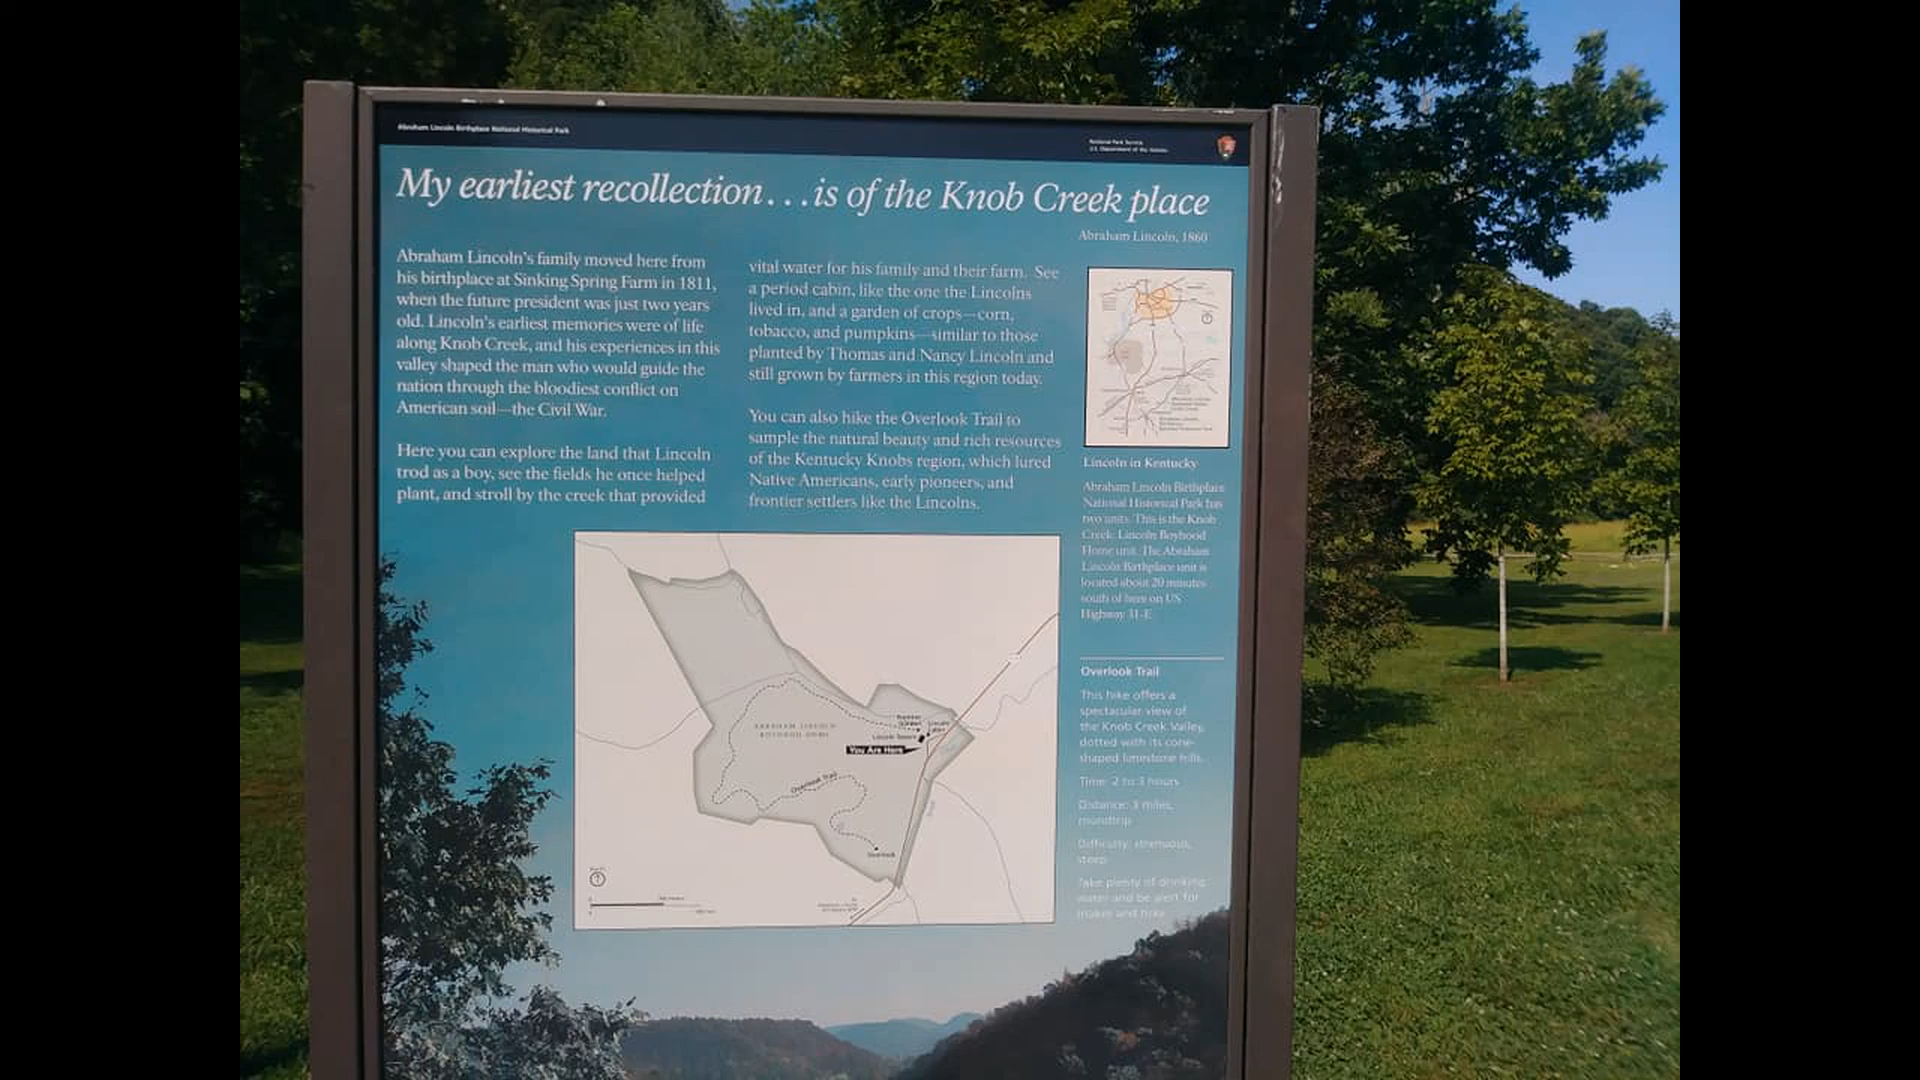 Abraham Lincoln Birthplace National Historical Park
National Park Service
U.S. Department of the Interior
My earliest recollection...is of the Knob Creek place
Abraham Lincoln, 1860
Abraham Lincoln's family moved here from
his birthplace at Sinking Spring Farm in 1811,
when the future president was just two years
old. Lincoln's earliest memories were of life
along Knob Creek, and his experiences in this
valley shaped the man who would guide the
nation through the bloodiest conflict on
American soil—the Civil War.
Here you can explore the land that Lincoln
trod as a boy, see the fields he once helped
plant, and stroll by the creek that provided
vital water for his family and their farm. See
a period cabin, like the one the Lincolns
lived in, and a garden of crops—corn,
tobacco, and pumpkins—similar to those
planted by Thomas and Nancy Lincoln and
still grown by farmers in this region today.
You can also hike the Overlook Trail to
sample the natural beauty and rich resources
of the Kentucky Knobs region, which lured
Native Americans, early pioneers, and
frontier settlers like the Lincolns.
Lincoln in Kentucky
Abraham Lincoln Birthplace
National Historical Park has
two units. This is the Knob
Creek: Lincoln Boyhood
Home unit. The Abraham
Lincoln Birthplace unit is
located about 20 minutes
south of here on US
Highway 31-E
Overlook Trail
This hike offers a
spectacular view of
the Knob Creek Valley,
dotted with its cone-
shaped limestone hills.
Time: 2 to 3 hours
Distance: 3 miles,
roundtrip
Difficulty: strenuous,
steep
Take plenty of drinking
water and be alert for
snakes and ticks
ABRAHAM LINCOLN
BOYHOOD HOME
Pioneer
Garden
Lincoln
Cabin
Lincoln Tavern
You Are Here
Overlook Trail
Overlook
North